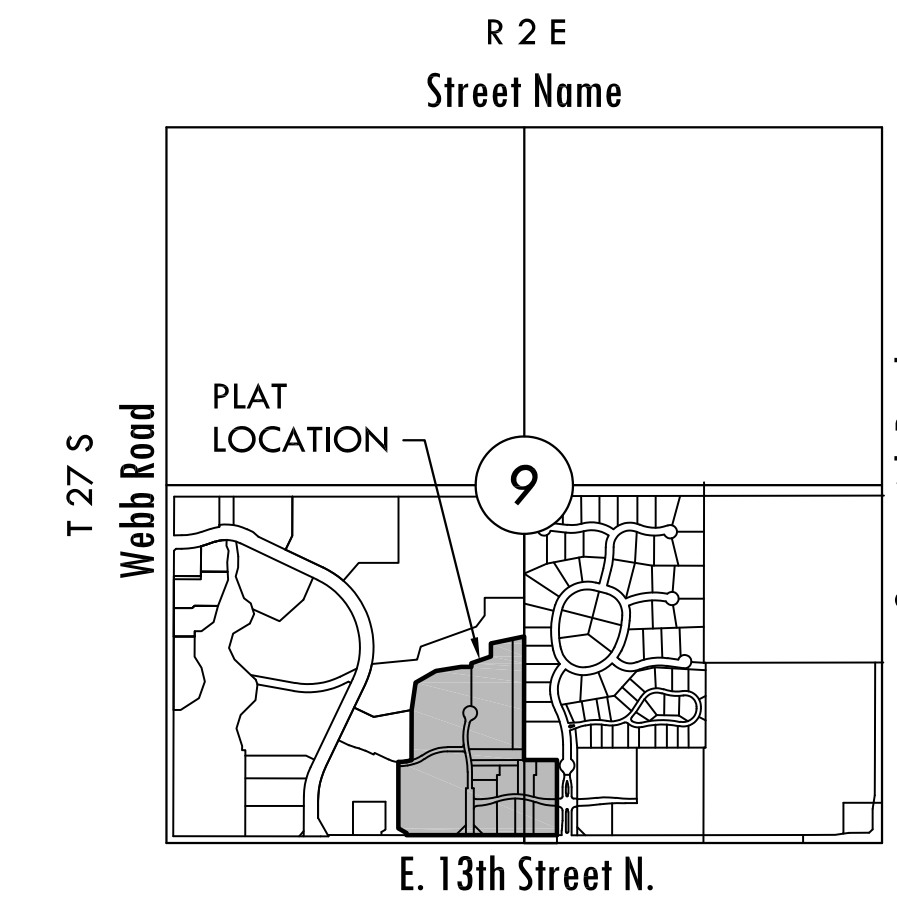 R 2 E
Street Name
PLAT
LOCATION
T 27 S
Webb Road
9
E. 13th Street N.